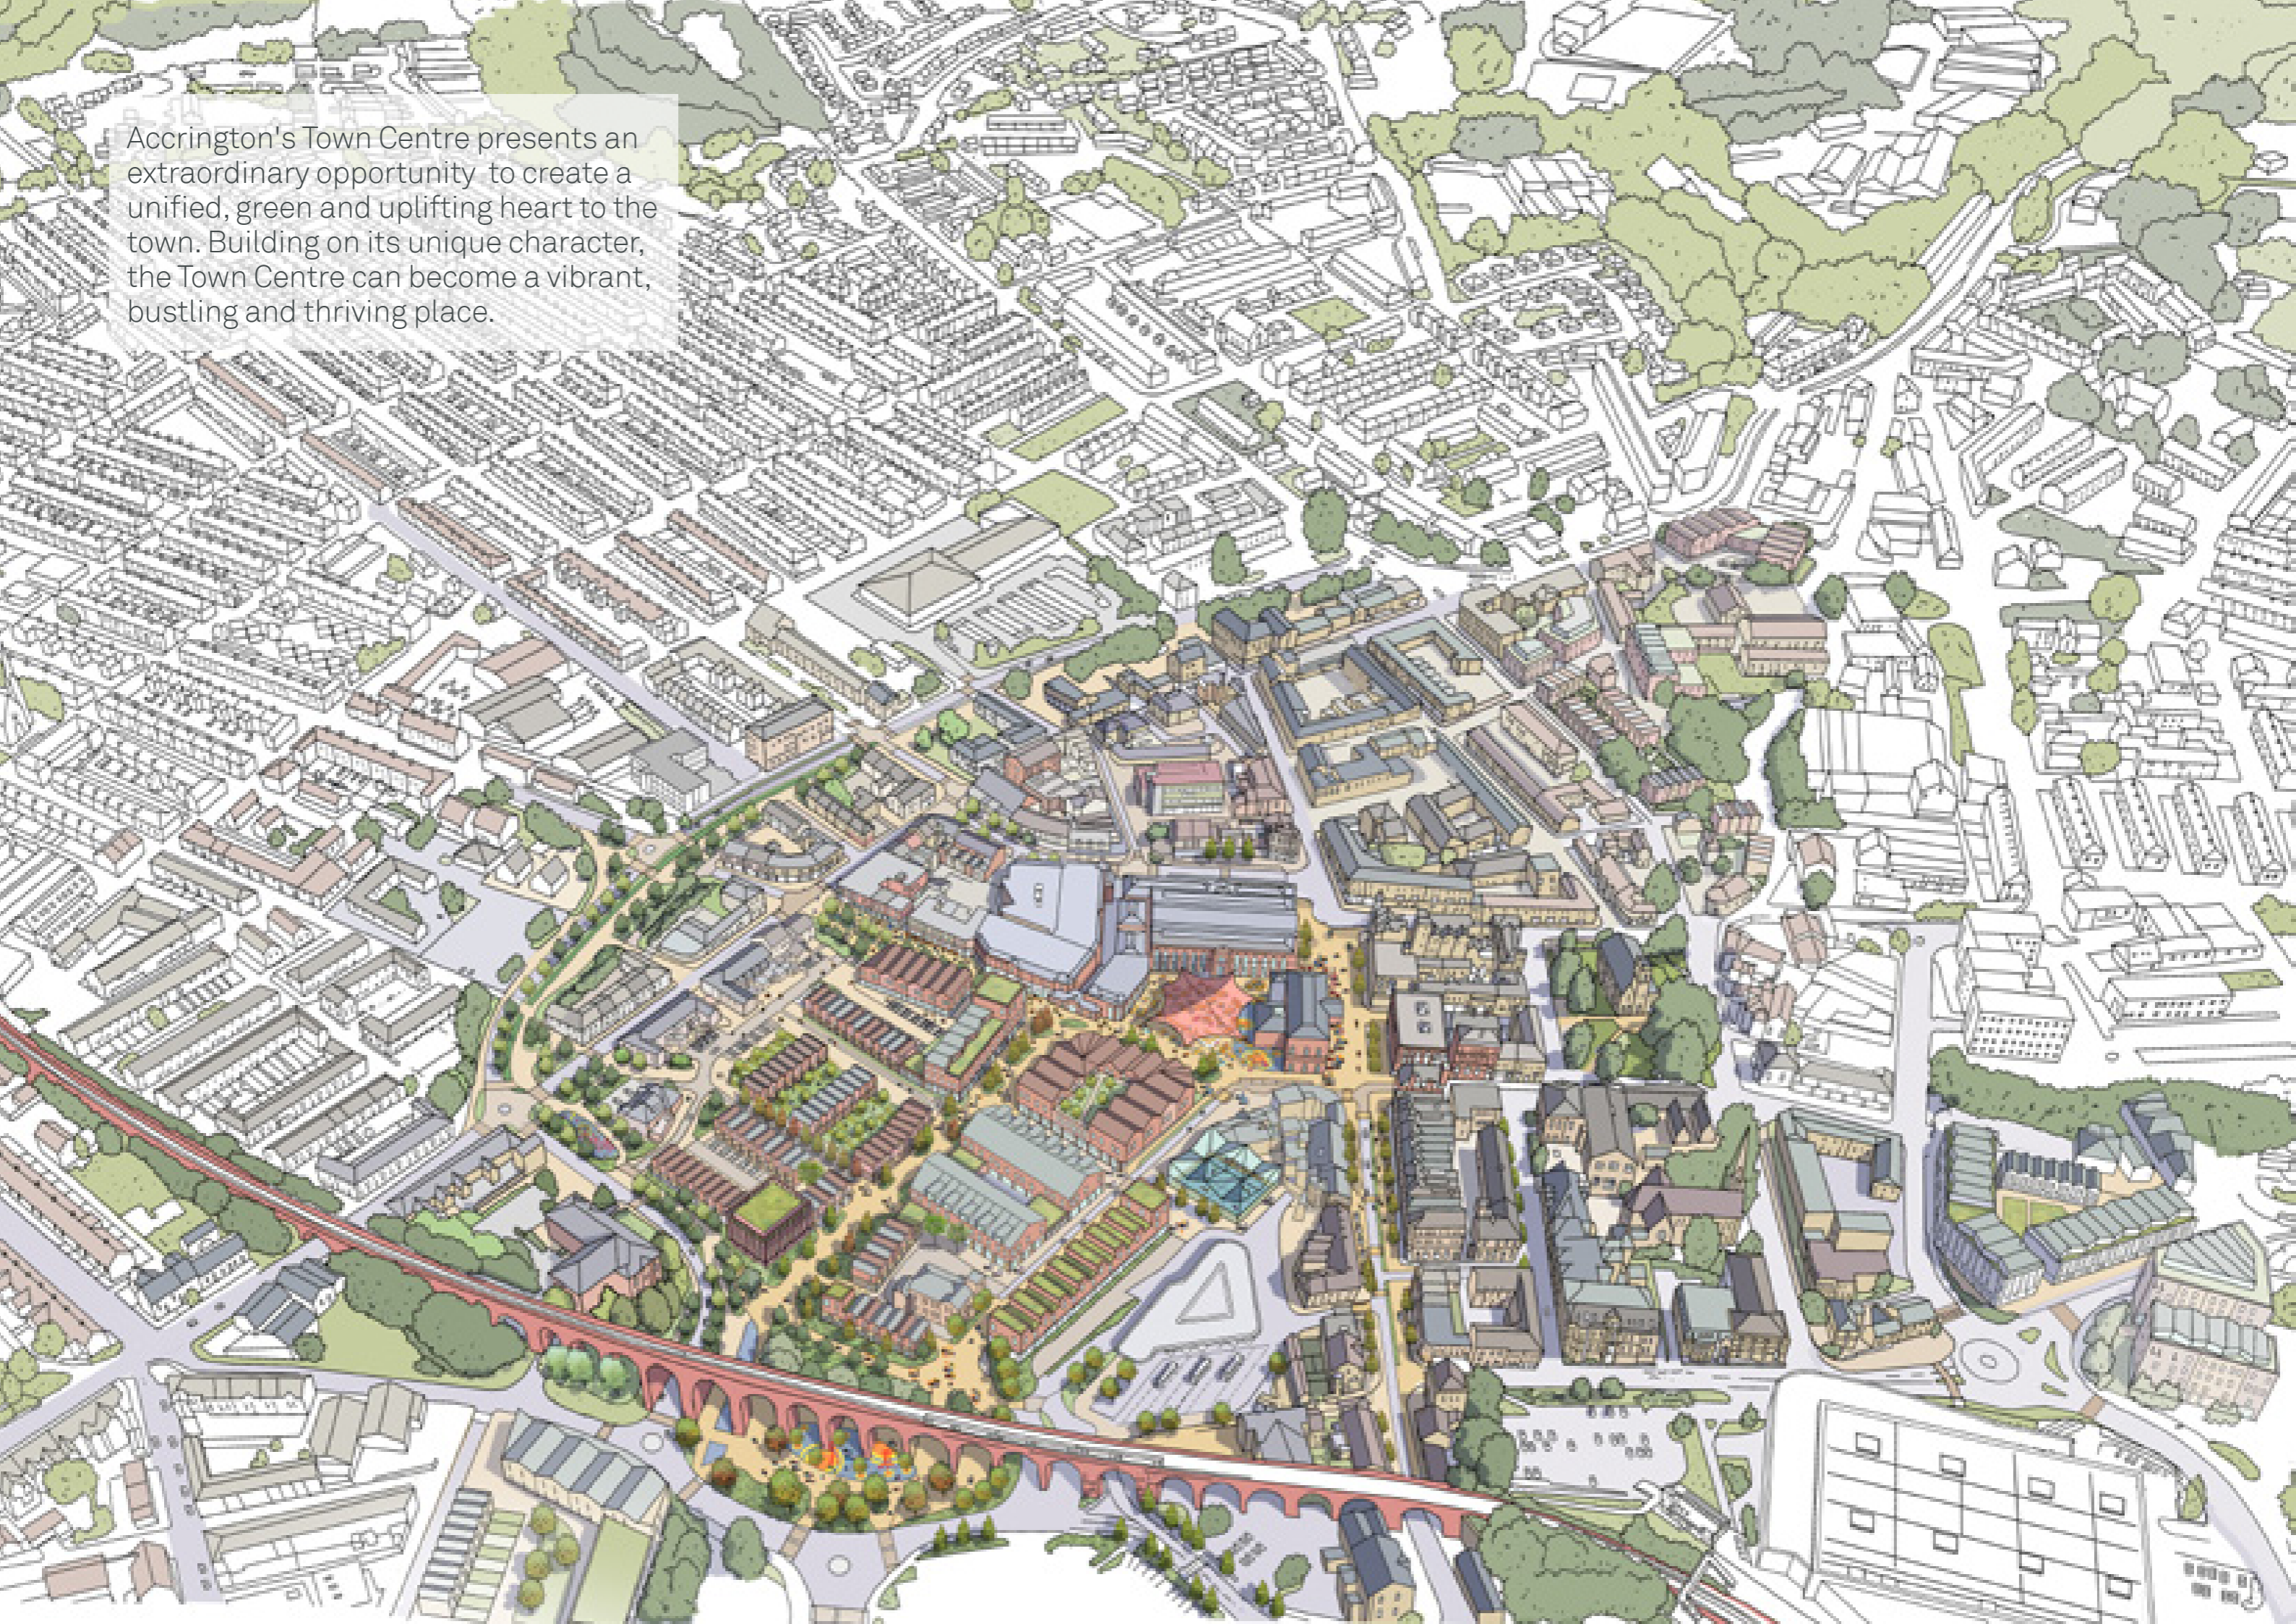 Accrington's Town Centre presents an
extraordinary opportunity to create a
unified, green and uplifting heart to the
town. Building on its unique character,
the Town Centre can become a vibrant,
bustling and thriving place.